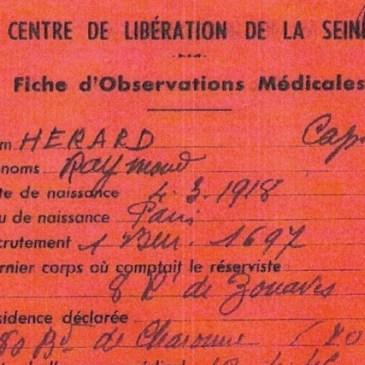 CENTRE DE LIBÉRATION DE LA SEIN
Fiche d'Observations Médicales
m HERARD Cap
noms Raymond
te de naissance 4.3.1918
u de naissance Paris
crutement 1 Bur. 1697
rnier corps où comptait le réserviste
8 R' de Zouaves
sidence déclarée
80 Bd de Charonne (20